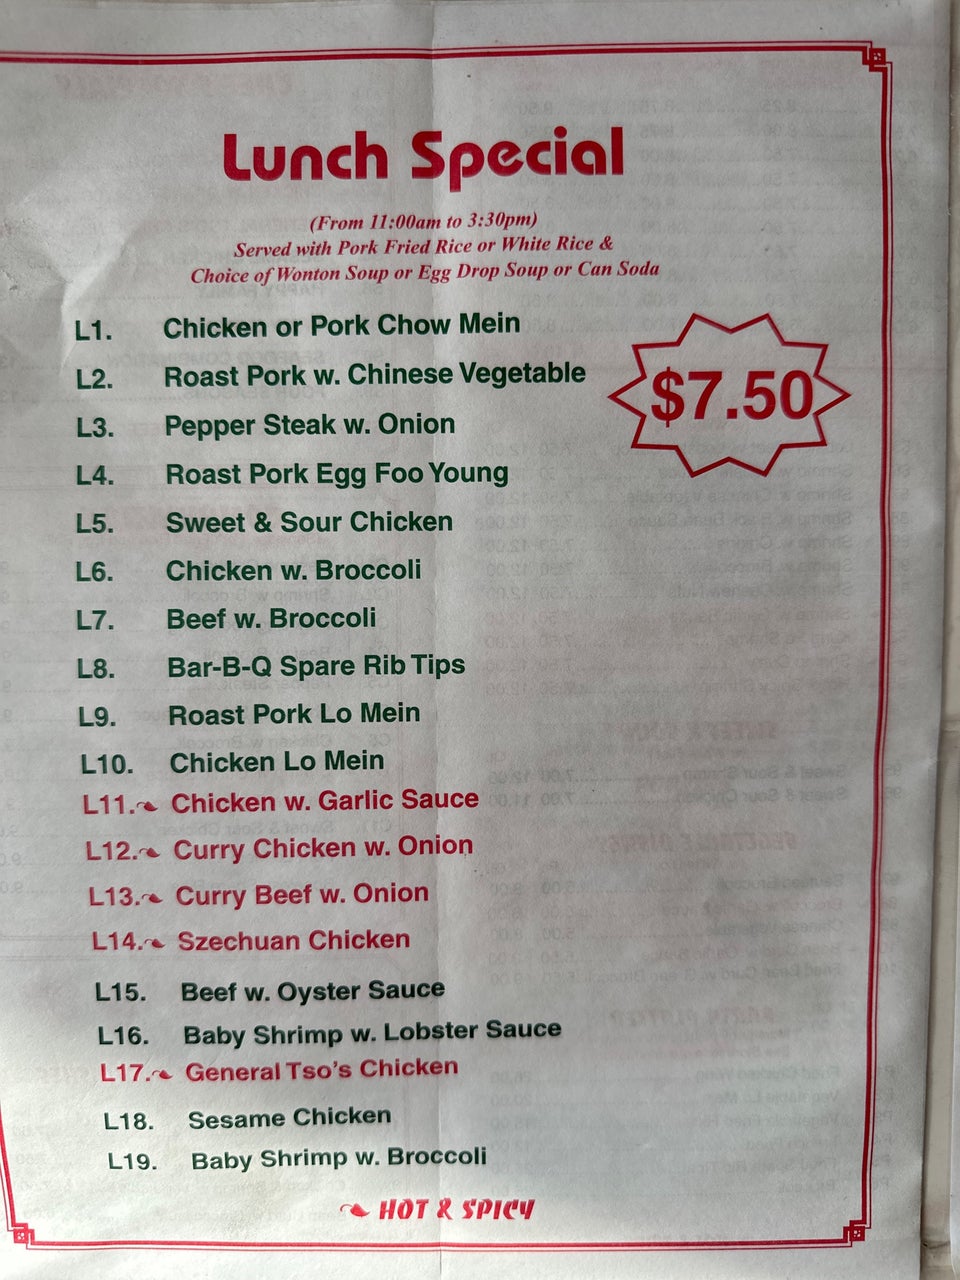 Lunch Special
(From 11:00am to 3:30pm)
Served with Pork Fried Rice or White Rice &
Choice of Wonton Soup or Egg Drop Soup or Can Soda
$7.50
L1. Chicken or Pork Chow Mein
L2. Roast Pork w. Chinese Vegetable
L3. Pepper Steak w. Onion
L4. Roast Pork Egg Foo Young
L5. Sweet & Sour Chicken
L6. Chicken w. Broccoli
L7. Beef w. Broccoli
L8. Bar-B-Q Spare Rib Tips
L9. Roast Pork Lo Mein
L10. Chicken Lo Mein
L11. Chicken w. Garlic Sauce
L12. Curry Chicken w. Onion
L13. Curry Beef w. Onion
L14. Szechuan Chicken
L15. Beef w. Oyster Sauce
L16. Baby Shrimp w. Lobster Sauce
L17. General Tso's Chicken
L18. Sesame Chicken
L19. Baby Shrimp w. Broccoli
HOT & SPICY